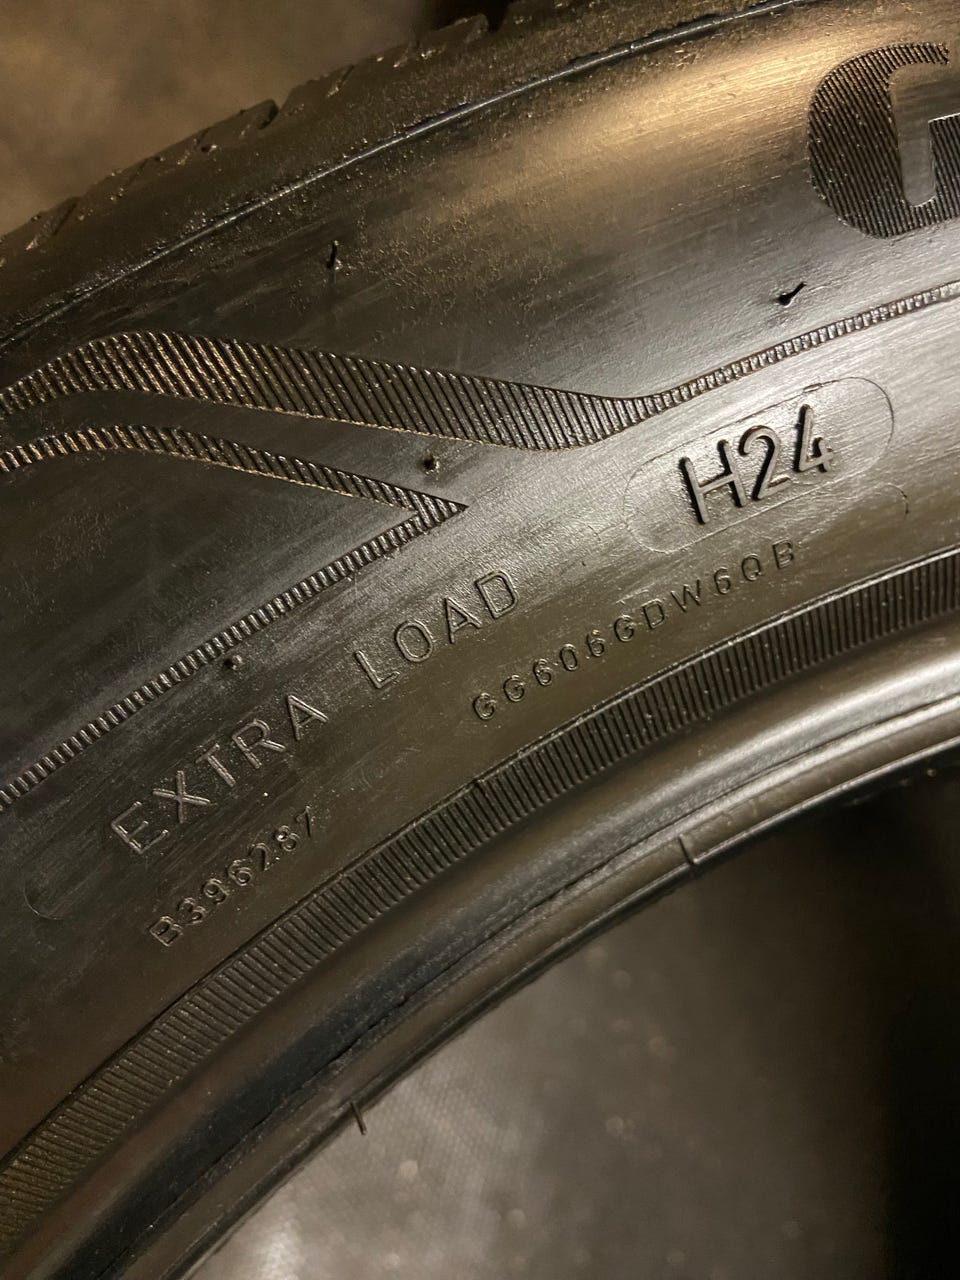 G
H24
EXTRA LOAD
GG606GDW6QB
B396287